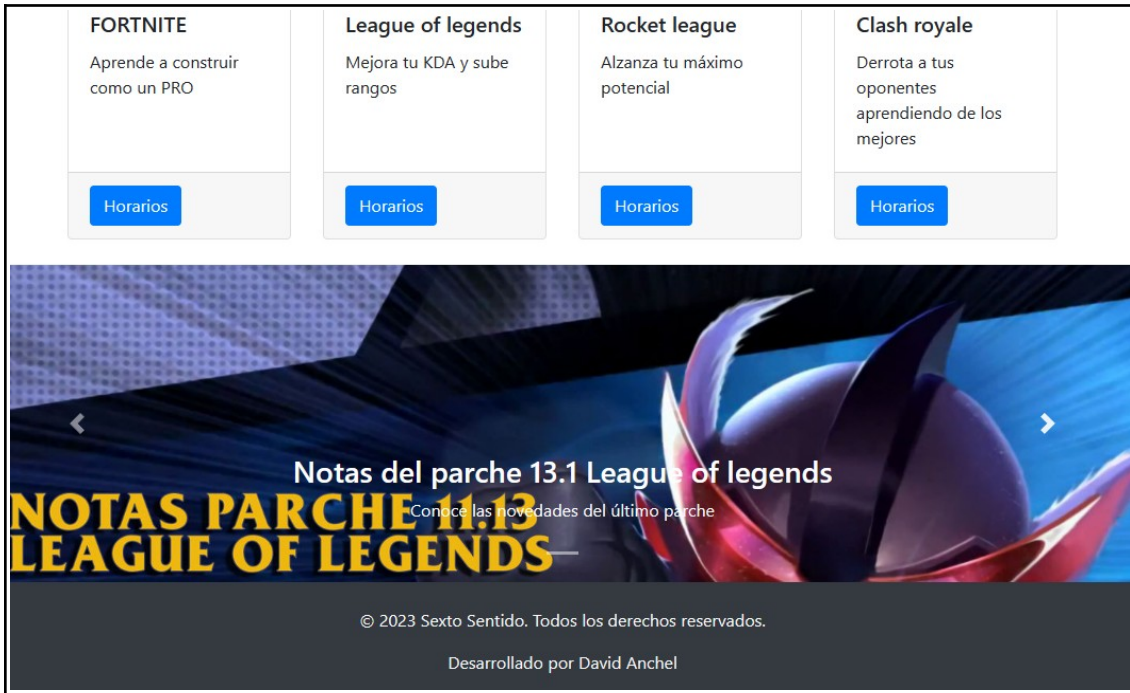 FORTNITE
Aprende a construir
como un PRO
Horarios
League of legends
Mejora tu KDA y sube
rangos
Horarios
Rocket league
Alzanza tu máximo
potencial
Horarios
Clash royale
Derrota a tus
oponentes
aprendiendo de los
mejores
Horarios
Notas del parche 13.1 League of legends
Conoce las novedades del último parche
NOTAS PARCHE 11.13
LEAGUE OF LEGENDS
© 2023 Sexto Sentido. Todos los derechos reservados.
Desarrollado por David Anchel